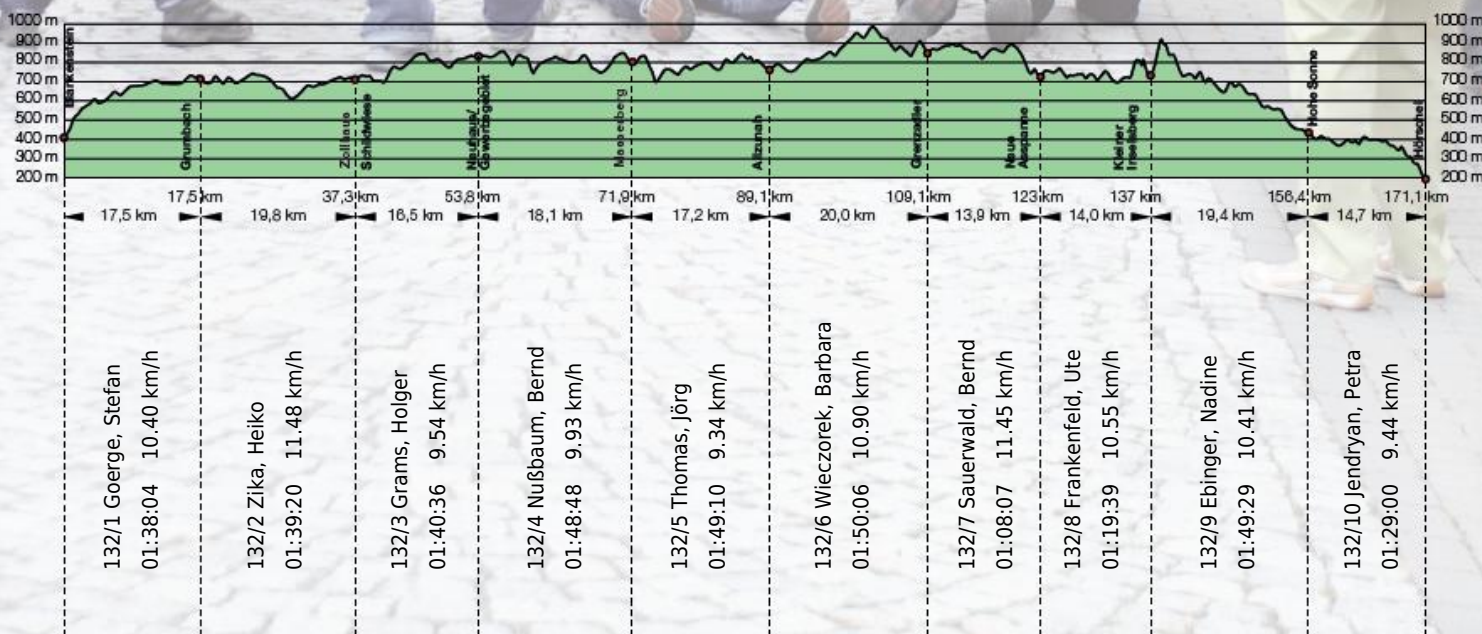 1000 m
900 m
800 m
700 m
600 m
500 m
400 m
300 m
200 m
1000 m
900 m
800 m
700 m
600 m
500 m
400 m
300 m
200 m
Blankenstein
Grumbach
Zollhaus
Schildwiese
Neuhaus/
Masserberg
Allzunah
Grenzadler
Neue
Ausspanne
Kleiner
Inselsberg
Hohe Sonne
Hörschel
17,5 km
37,3 km
53,8 km
71,9 km
89,1 km
109,1 km
123 km
137 km
156,4 km
171,1 km
17,5 km
19,8 km
16,5 km
18,1 km
17,2 km
20,0 km
13,9 km
14,0 km
19,4 km
14,7 km
132/1 Goerge, Stefan
01:38:04 10.40 km/h
132/2 Zika, Heiko
01:39:20 11.48 km/h
132/3 Grams, Holger
01:40:36 9.54 km/h
132/4 Nußbaum, Bernd
01:48:48 9.93 km/h
132/5 Thomas, Jörg
01:49:10 9.34 km/h
132/6 Wieczorek, Barbara
01:50:06 10.90 km/h
132/7 Sauerwald, Bernd
01:08:07 11.45 km/h
132/8 Frankenfeld, Ute
01:19:39 10.55 km/h
132/9 Ebinger, Nadine
01:49:29 10.41 km/h
132/10 Jendryan, Petra
01:29:00 9.44 km/h